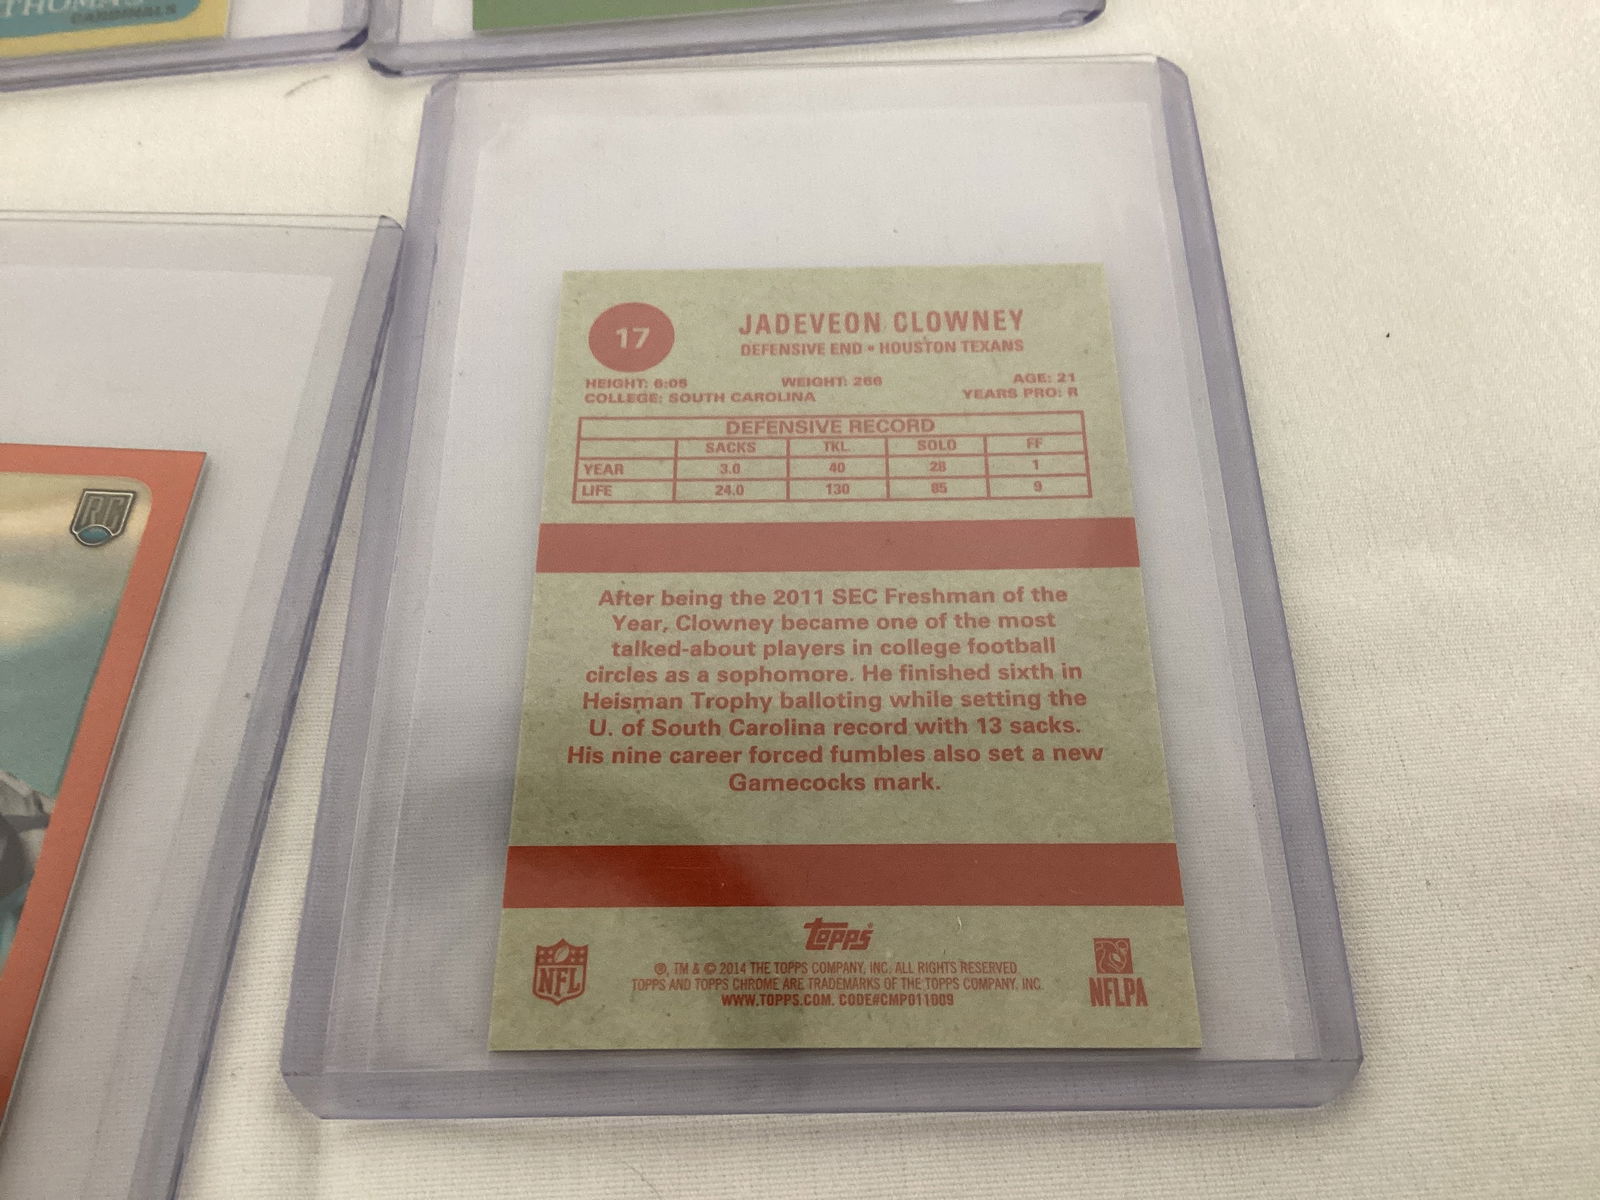 THOMAS
CARDINALS
RC
17
JADEVEON CLOWNEY
DEFENSIVE END • HOUSTON TEXANS
HEIGHT: 6:05 WEIGHT: 266 AGE: 21
COLLEGE: SOUTH CAROLINA YEARS PRO: R
DEFENSIVE RECORD
SACKS TKL. SOLO FF
YEAR 3.0 40 28 1
LIFE 24.0 130 85 9
After being the 2011 SEC Freshman of the
Year, Clowney became one of the most
talked-about players in college football
circles as a sophomore. He finished sixth in
Heisman Trophy balloting while setting the
U. of South Carolina record with 13 sacks.
His nine career forced fumbles also set a new
Gamecocks mark.
topps
NFL
®, TM & © 2014 THE TOPPS COMPANY, INC. ALL RIGHTS RESERVED.
TOPPS AND TOPPS CHROME ARE TRADEMARKS OF THE TOPPS COMPANY, INC.
WWW.TOPPS.COM. CODE#CMP011009
NFLPA